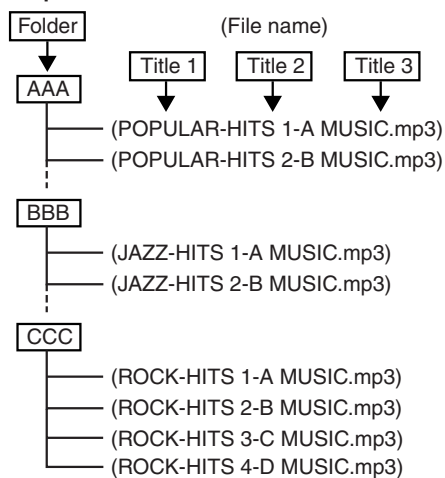 Folder
(File name)
Title 1
Title 2
Title 3
AAA
(POPULAR-HITS 1-A MUSIC.mp3)
(POPULAR-HITS 2-B MUSIC.mp3)
BBB
(JAZZ-HITS 1-A MUSIC.mp3)
(JAZZ-HITS 2-B MUSIC.mp3)
CCC
(ROCK-HITS 1-A MUSIC.mp3)
(ROCK-HITS 2-B MUSIC.mp3)
(ROCK-HITS 3-C MUSIC.mp3)
(ROCK-HITS 4-D MUSIC.mp3)